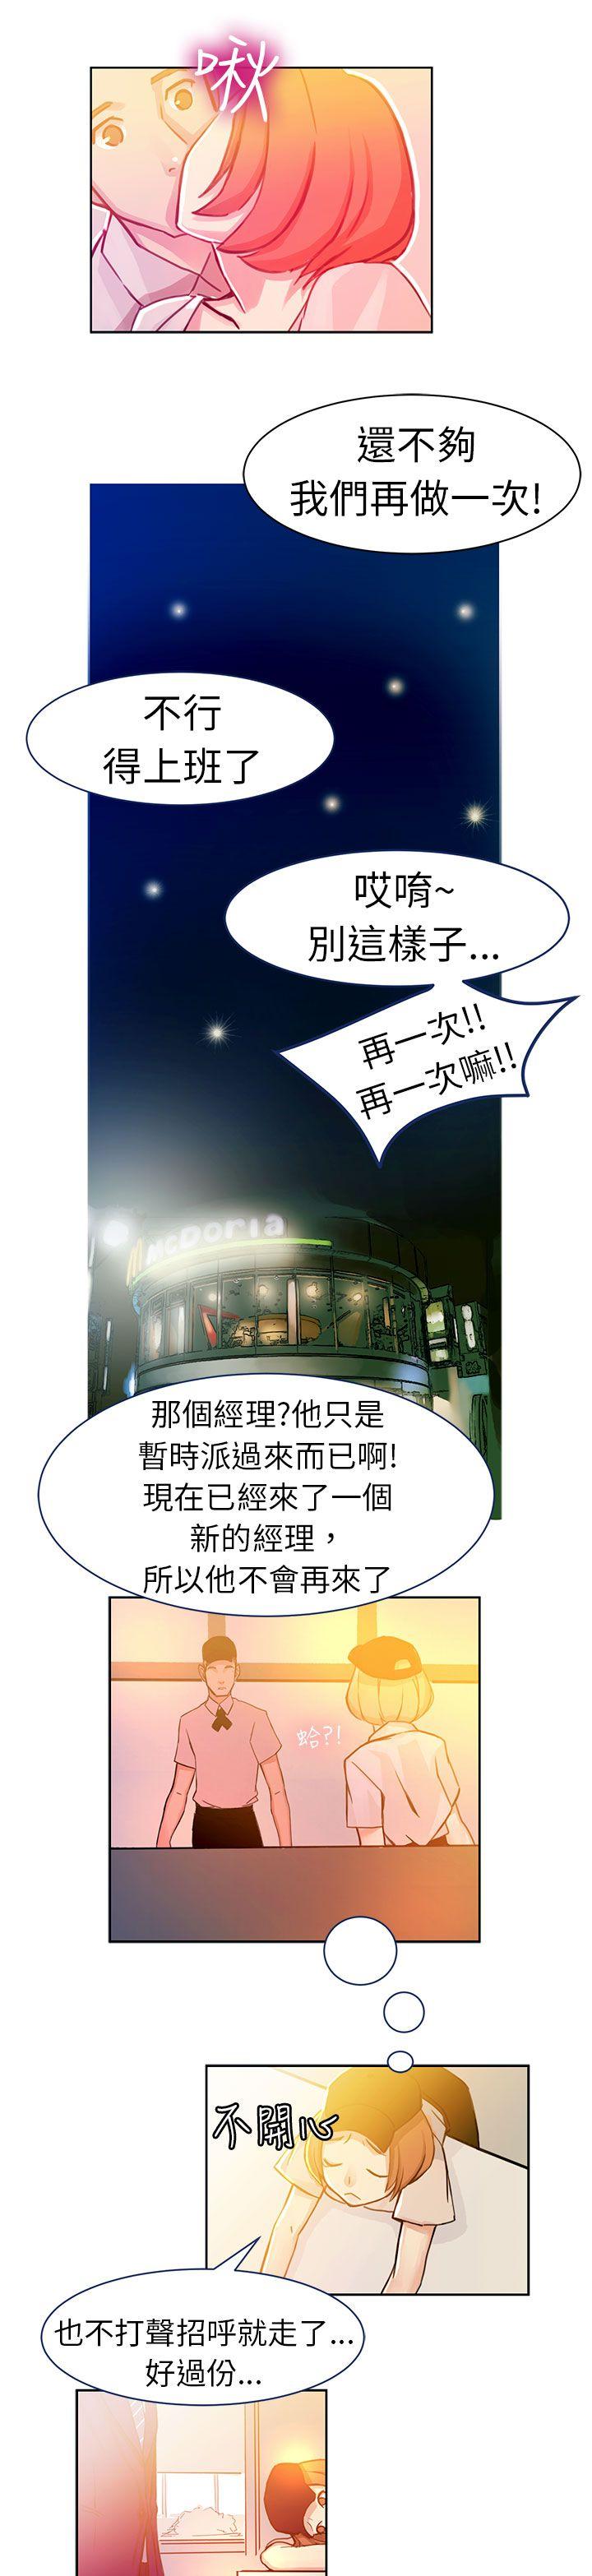 啾
還不夠
我們再做一次!
不行
得上班了
哎唷~
別這樣子...
再一次!!
再一次嘛!!
McDoria
那個經理?他只是
暫時派過來而已啊!
現在已經來了一個
新的經理，
所以他不會再來了
蛤?!
不開心
也不打聲招呼就走了...
好過份...